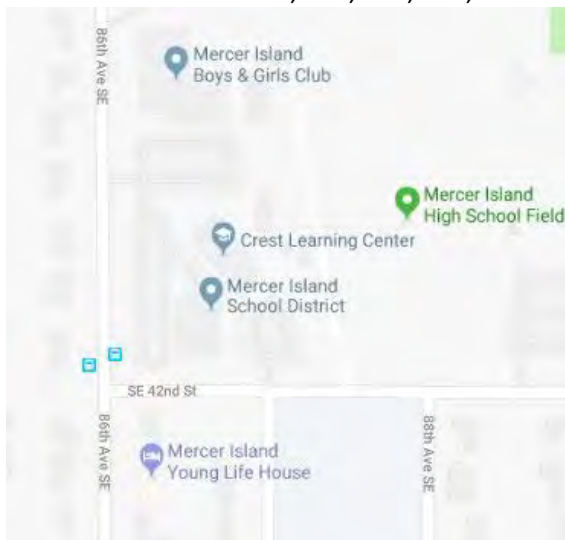 86th Ave SE
Mercer Island
Boys & Girls Club
Mercer Island
High School Field
Crest Learning Center
Mercer Island
School District
SE 42nd St
86th Ave SE
88th Ave SE
Mercer Island
Young Life House